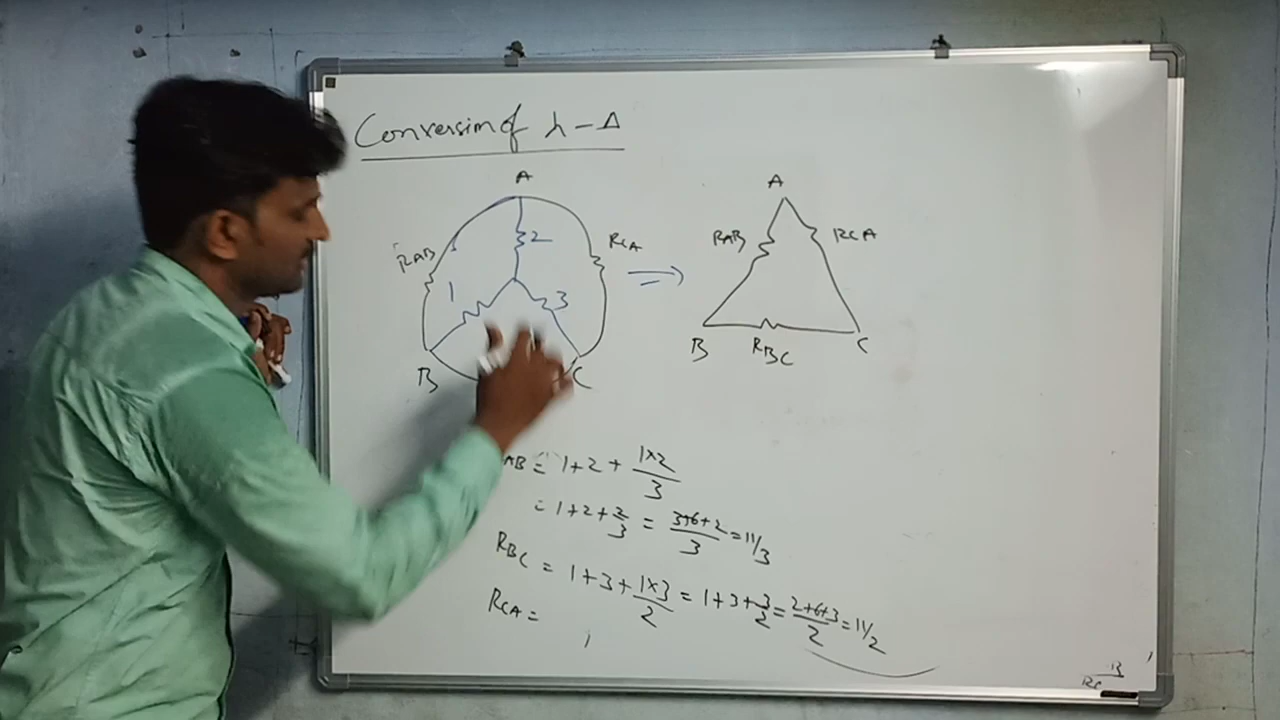 Conversion of λ - Δ
A
RAB
2
RCA
1
3
B
C
A
RAB
RCA
B
RBC
C
AB = 1+2 + 1×2/3
= 1+2+2/3 = 3+6+2/3 = 11/3
RBC = 1+3+1×3/2 = 1+3+3/2 = 2+6+3/2 = 11/2
RCA =